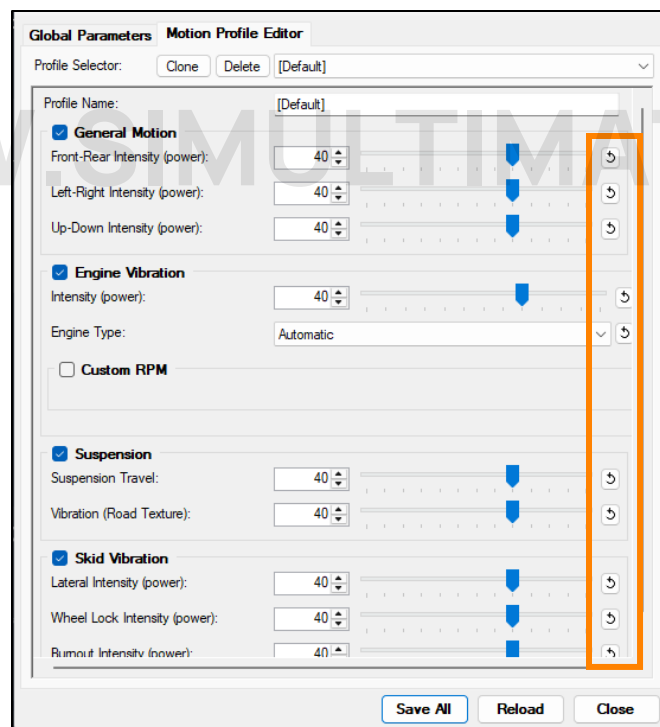 Global Parameters Motion Profile Editor
Profile Selector: Clone Delete [Default]
Profile Name: [Default]
General Motion
W.SIMULTIMAT
Front-Rear Intensity (power): 40
Left-Right Intensity (power): 40
Up-Down Intensity (power): 40
Engine Vibration
Intensity (power): 40
Engine Type: Automatic
Custom RPM
Suspension
Suspension Travel: 40
Vibration (Road Texture): 40
Skid Vibration
Lateral Intensity (power): 40
Wheel Lock Intensity (power): 40
Burnout Intensity (power): 40
Save All Reload Close